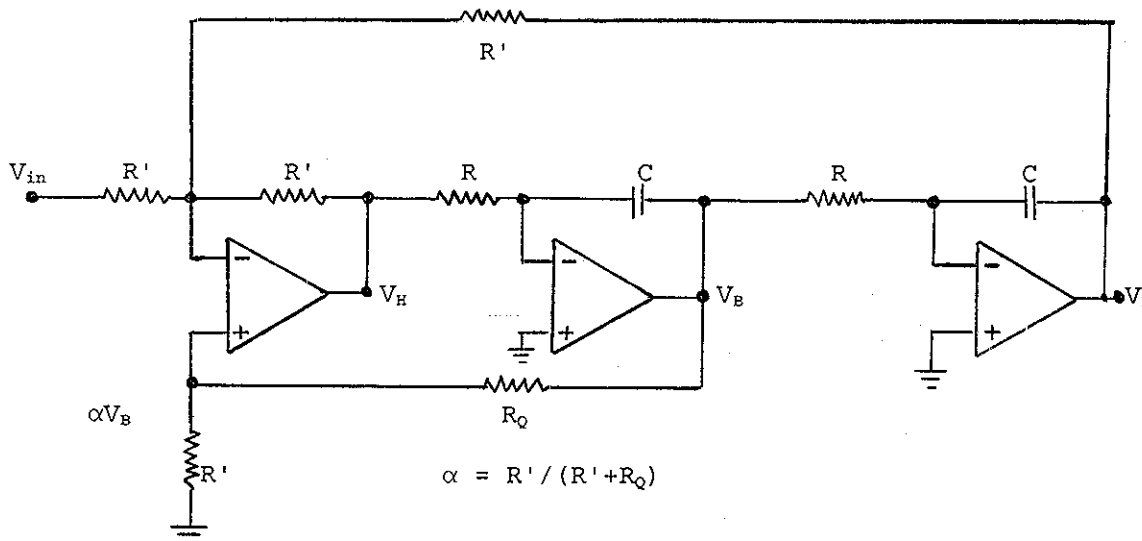 R'
V_in
R'
R'
R
C
R
C
−
+
V_H
−
+
V_B
−
+
V
αV_B
R_Q
R'
α = R'/(R'+R_Q)